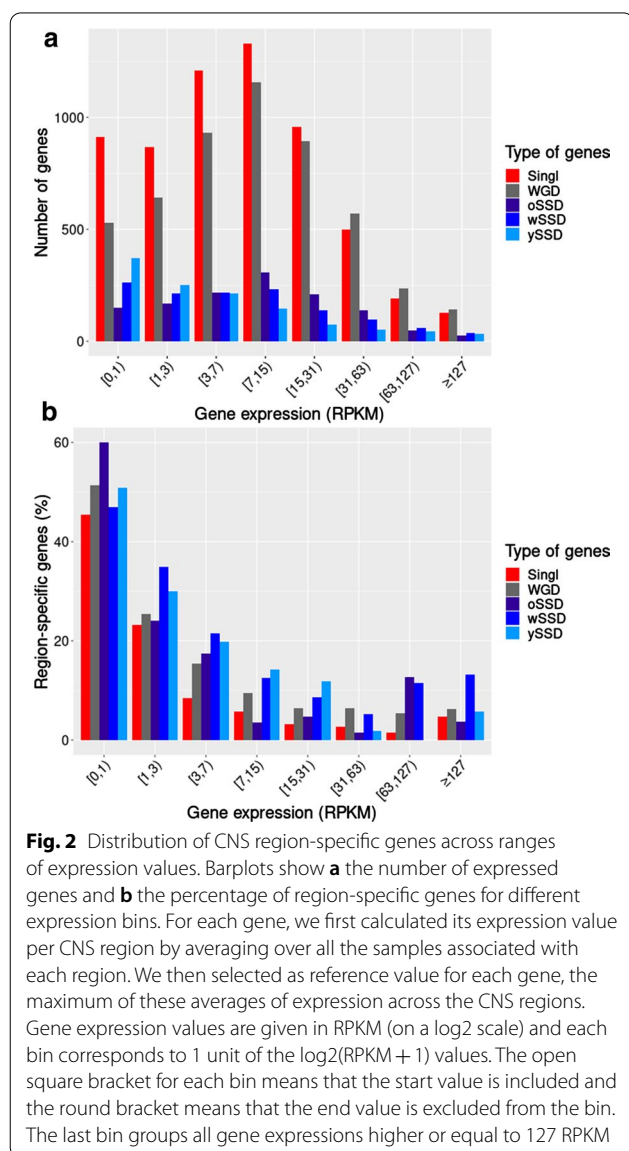 a
Number of genes
1000
500
0
[0,1)
[1,3)
[3,7)
[7,15)
[15,31)
[31,63)
[63,127)
≥127
Gene expression (RPKM)
Type of genes
Singl
WGD
oSSD
wSSD
ySSD
b
Region-specific genes (%)
60
40
20
0
[0,1)
[1,3)
[3,7)
[7,15)
[15,31)
[31,63)
[63,127)
≥127
Gene expression (RPKM)
Type of genes
Singl
WGD
oSSD
wSSD
ySSD
Fig. 2 Distribution of CNS region-specific genes across ranges
of expression values. Barplots show a the number of expressed
genes and b the percentage of region-specific genes for different
expression bins. For each gene, we first calculated its expression value
per CNS region by averaging over all the samples associated with
each region. We then selected as reference value for each gene, the
maximum of these averages of expression across the CNS regions.
Gene expression values are given in RPKM (on a log2 scale) and each
bin corresponds to 1 unit of the log2(RPKM + 1) values. The open
square bracket for each bin means that the start value is included and
the round bracket means that the end value is excluded from the bin.
The last bin groups all gene expressions higher or equal to 127 RPKM